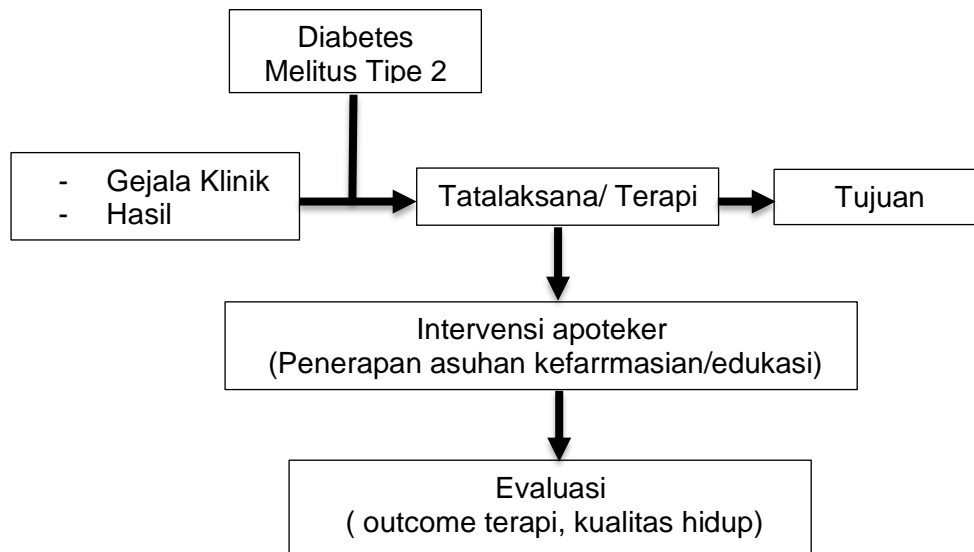 Diabetes
Melitus Tipe 2
- Gejala Klinik
- Hasil
Tatalaksana/ Terapi
Tujuan
Intervensi apoteker
(Penerapan asuhan kefarrmasian/edukasi)
Evaluasi
( outcome terapi, kualitas hidup)